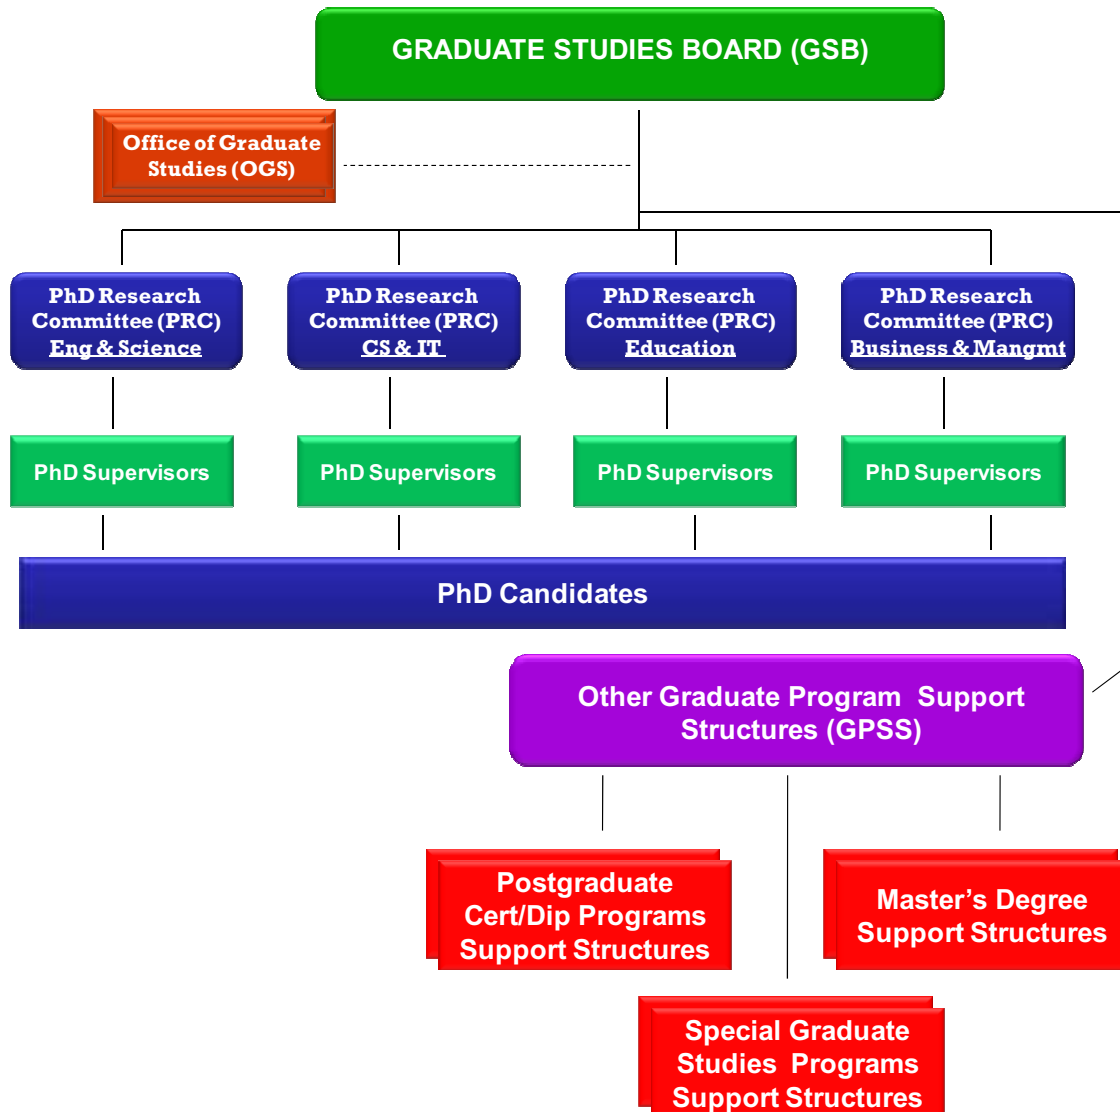 GRADUATE STUDIES BOARD (GSB)
Office of Graduate
Studies (OGS)
PhD Research
Committee (PRC)
Eng & Science
PhD Research
Committee (PRC)
CS & IT
PhD Research
Committee (PRC)
Education
PhD Research
Committee (PRC)
Business & Mangmt
PhD Supervisors
PhD Supervisors
PhD Supervisors
PhD Supervisors
PhD Candidates
Other Graduate Program Support
Structures (GPSS)
Postgraduate
Cert/Dip Programs
Support Structures
Master’s Degree
Support Structures
Special Graduate
Studies Programs
Support Structures